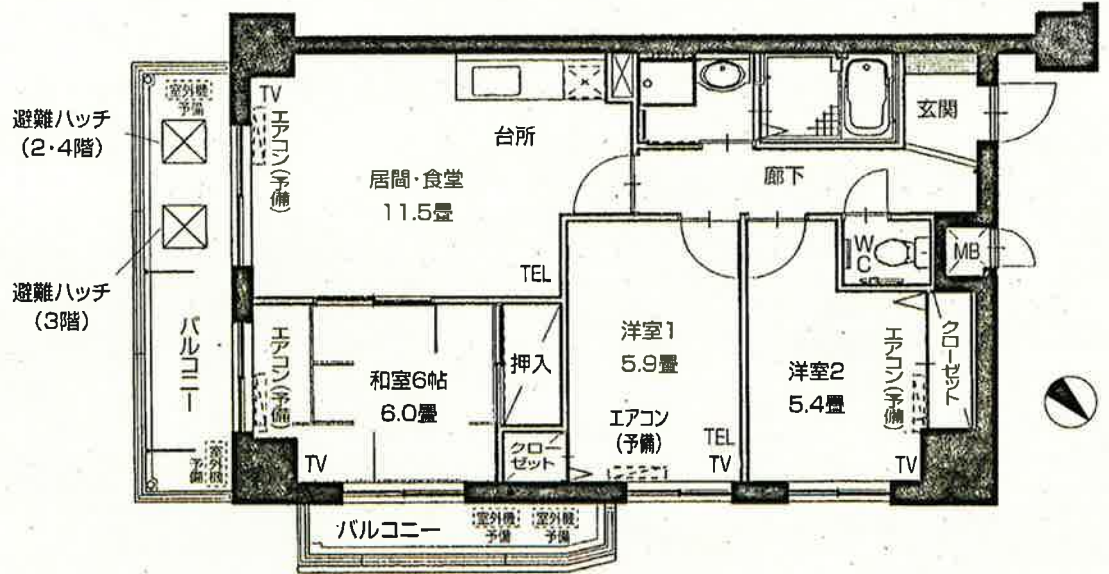 避難ハッチ
(2・4階)
避難ハッチ
(3階)
室外機
予備
バルコニー
室外機
予備
TV
エアコン(予備)
居間・食堂
11.5畳
台所
TEL
玄関
廊下
WC
MB
エアコン(予備)
和室6帖
6.0畳
TV
押入
クロー
ゼット
洋室1
5.9畳
エアコン
(予備)
TEL
TV
洋室2
5.4畳
エアコン(予備)
TV
クローゼット
バルコニー
室外機
予備
室外機
予備